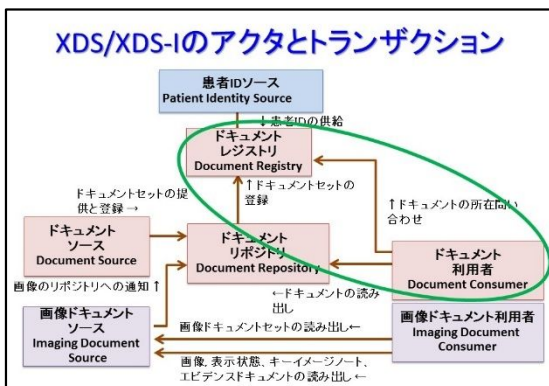 XDS/XDS-Iのアクタとトランザクション
患者IDソース
Patient Identity Source
↓患者IDの供給
ドキュメント
レジストリ
Document Registry
ドキュメントセットの提
供と登録 →
↑ドキュメントセットの
登録
↑ドキュメントの所在問い
合わせ
ドキュメント
ソース
Document Source
ドキュメント
リポジトリ
Document Repository
ドキュメント
利用者
Document Consumer
画像のリポジトリへの通知 ↑
←ドキュメントの読み
出し
画像ドキュメント
ソース
Imaging Document
Source
画像ドキュメントセットの読み出し←
画像ドキュメント利用者
Imaging Document
Consumer
画像、表示状態、キーイメージノート、
エビデンスドキュメントの読み出し ←